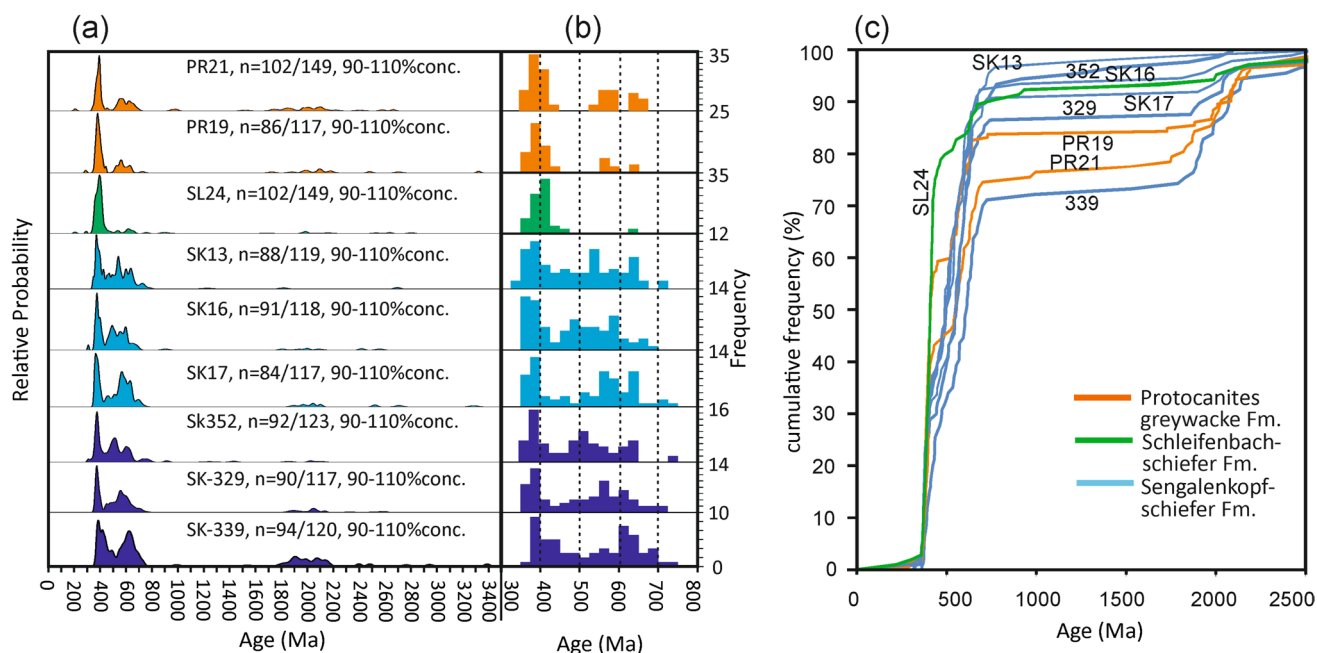 (a)
(b)
(c)
Relative Probability
PR21, n=102/149, 90-110%conc.
PR19, n=86/117, 90-110%conc.
SL24, n=102/149, 90-110%conc.
SK13, n=88/119, 90-110%conc.
SK16, n=91/118, 90-110%conc.
SK17, n=84/117, 90-110%conc.
Sk352, n=92/123, 90-110%conc.
SK-329, n=90/117, 90-110%conc.
SK-339, n=94/120, 90-110%conc.
0 200 400 600 800 1000 1200 1400 1600 1800 2000 2200 2400 2600 2800 3000 3200 3400
Age (Ma)
35
25
35
12
14
14
16
14
10
0
Frequency
300 400 500 600 700 800
Age (Ma)
cumulative frequency (%)
100
90
80
70
60
50
40
30
20
10
0
SK13
352
SK16
SK17
329
PR19
PR21
339
SL24
Protocanites
greywacke Fm.
Schleifenbach-
schiefer Fm.
Sengalenkopf-
schiefer Fm.
0 500 1000 1500 2000 2500
Age (Ma)